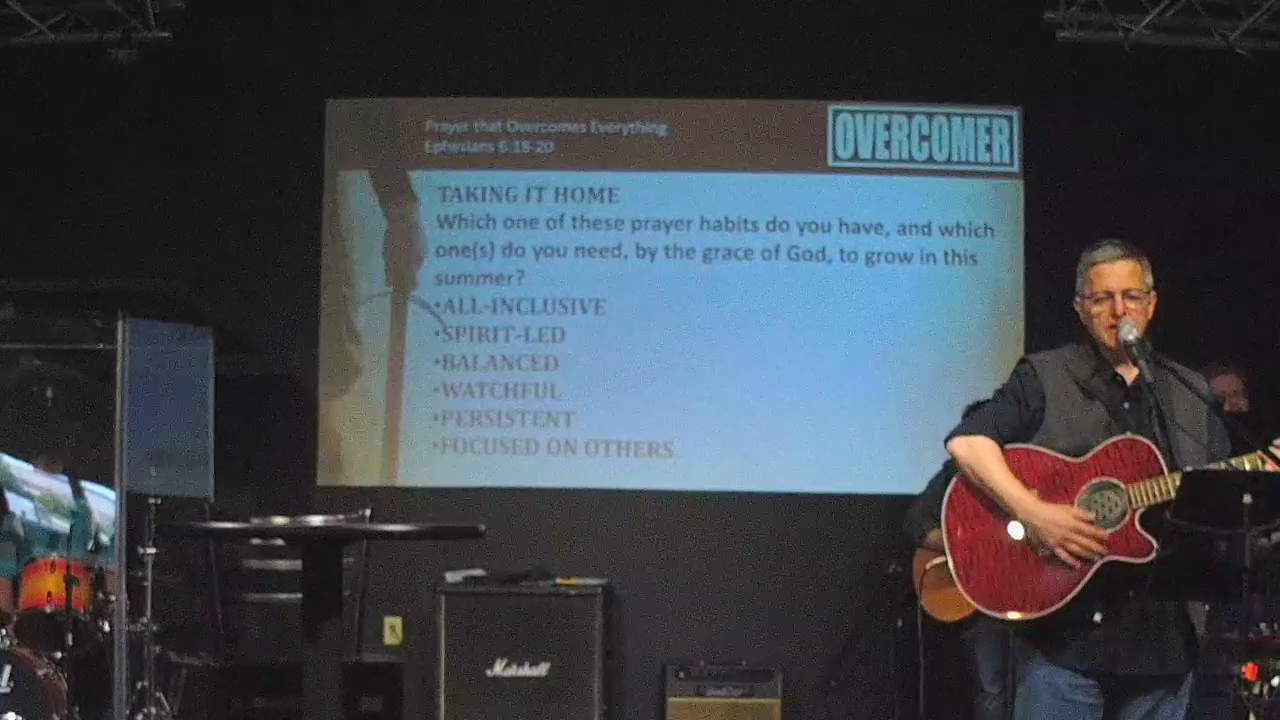 Prayer that Overcomes Everything
Ephesians 6:18-20
OVERCOMER
TAKING IT HOME
Which one of these prayer habits do you have, and which
one(s) do you need, by the grace of God, to grow in this
summer?
•ALL-INCLUSIVE
•SPIRIT-LED
•BALANCED
•WATCHFUL
•PERSISTENT
•FOCUSED ON OTHERS
Marshall